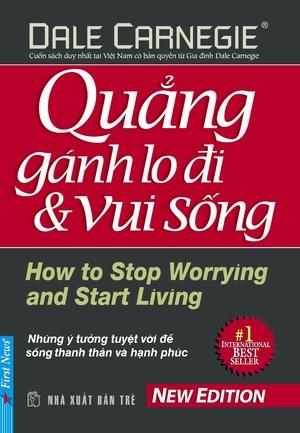 DALE CARNEGIE®
Cuốn sách duy nhất tại Việt Nam có bản quyền từ Gia đình Dale Carnegie
Quẳng
gánh lo đi
& vui sống
How to Stop Worrying
and Start Living
Những ý tưởng tuyệt vời để
sống thanh thản và hạnh phúc
#1
INTERNATIONAL
BEST
SELLER
First News
NHÀ XUẤT BẢN TRẺ
NEW EDITION